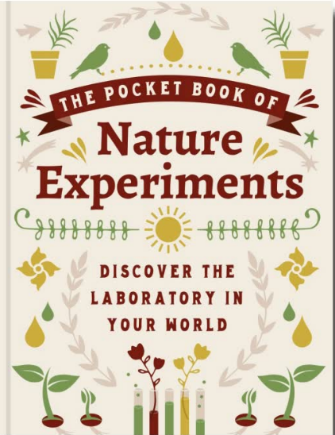 THE POCKET BOOK OF
Nature
Experiments
DISCOVER THE
LABORATORY IN
YOUR WORLD